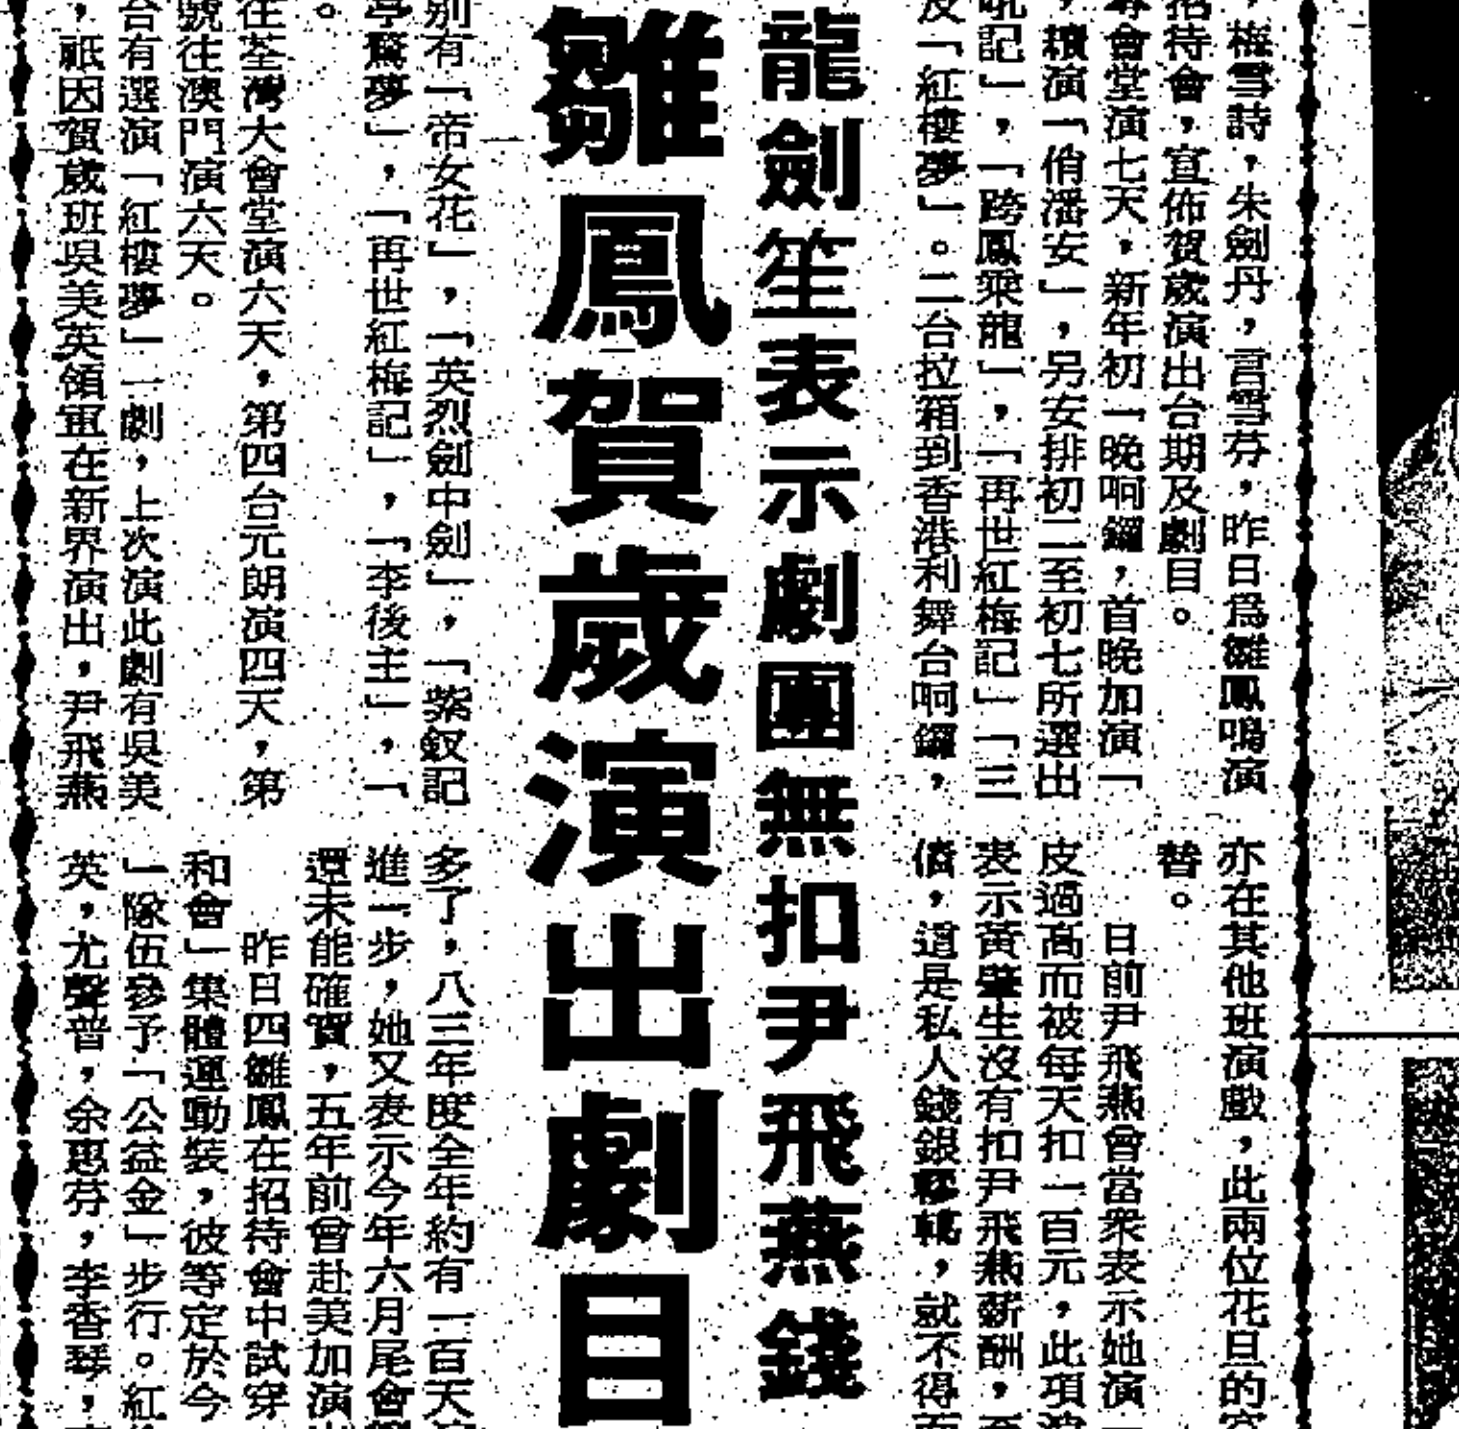 ，梅雪詩，朱劍丹，言雪芬，昨日爲雛鳳鳴演
招待會，宣佈賀歲演出台期及劇目。
會堂演七天，新年初一晚响鑼，首晚加演「
，續演「俏潘安」，另安排初二至初七所選出
吼記」，「跨鳳乘龍」，「再世紅梅記」「三
及「紅樓夢」。二台拉箱到香港利舞台响鑼，
龍劍笙表示劇團無扣尹飛燕錢
雛鳳賀歲演出劇目
別有「帝女花」，「英烈劍中劍」，「紫釵記
亭驚夢」，「再世紅梅記」，「李後主」，「
。
往荃灣大會堂演六天，第四台元朗演四天，第
號往澳門演六天。
台有選演「紅樓夢」一劇，上次演此劇有吳美
，祇因賀歲班吳美英領軍在新界演出，尹飛燕
亦在其他班演戲，此兩位花旦的
替。
日前尹飛燕曾當衆表示她演
皮過高而被每天扣一百元，此項
表示黃肇生沒有扣尹飛燕薪酬，至
債，這是私人錢銀轇轕，就不得而
多了，八三年度全年約有一百天
進一步，她又表示今年六月尾會
還未能確實，五年前曾赴美加演
昨日四雛鳳在招待會中試穿
和會」集體運動裝，彼等定於今
一隊伍參予「公益金」步行。紅
英，尤聲普，余惠芬，李香琴，